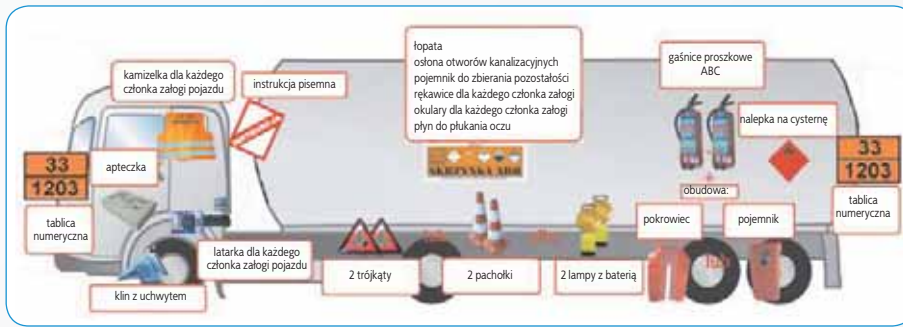 łopata
osłona otworów kanalizacyjnych
pojemnik do zbierania pozostałości
rękawice dla każdego członka załogi
okulary dla każdego członka załogi
płyn do płukania oczu
gaśnice proszkowe
ABC
kamizelka dla każdego
członka załogi pojazdu
instrukcja pisemna
nalepka na cysternę
SKRZYNKA ADR
33
1203
apteczka
33
1203
obudowa:
tablica
numeryczna
pokrowiec
pojemnik
tablica
numeryczna
latarka dla każdego
członka załogi pojazdu
2 trójkąty
2 pachołki
2 lampy z baterią
lub
klin z uchwytem